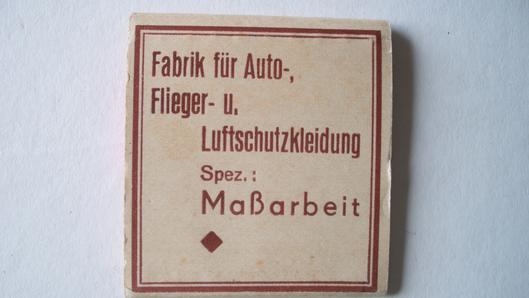 Fabrik für Auto-,
Flieger- u.
Luftschutzkleidung
Spez.:
Maßarbeit